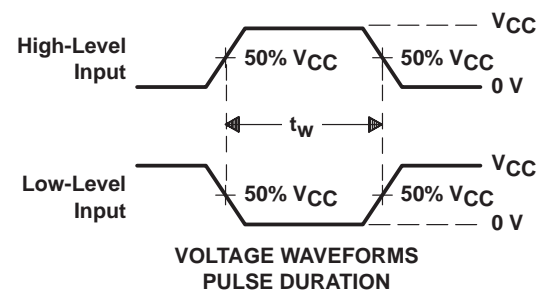 High-Level
Input
50% VCC
50% VCC
VCC
0 V
tw
Low-Level
Input
50% VCC
50% VCC
VCC
0 V
VOLTAGE WAVEFORMS
PULSE DURATION